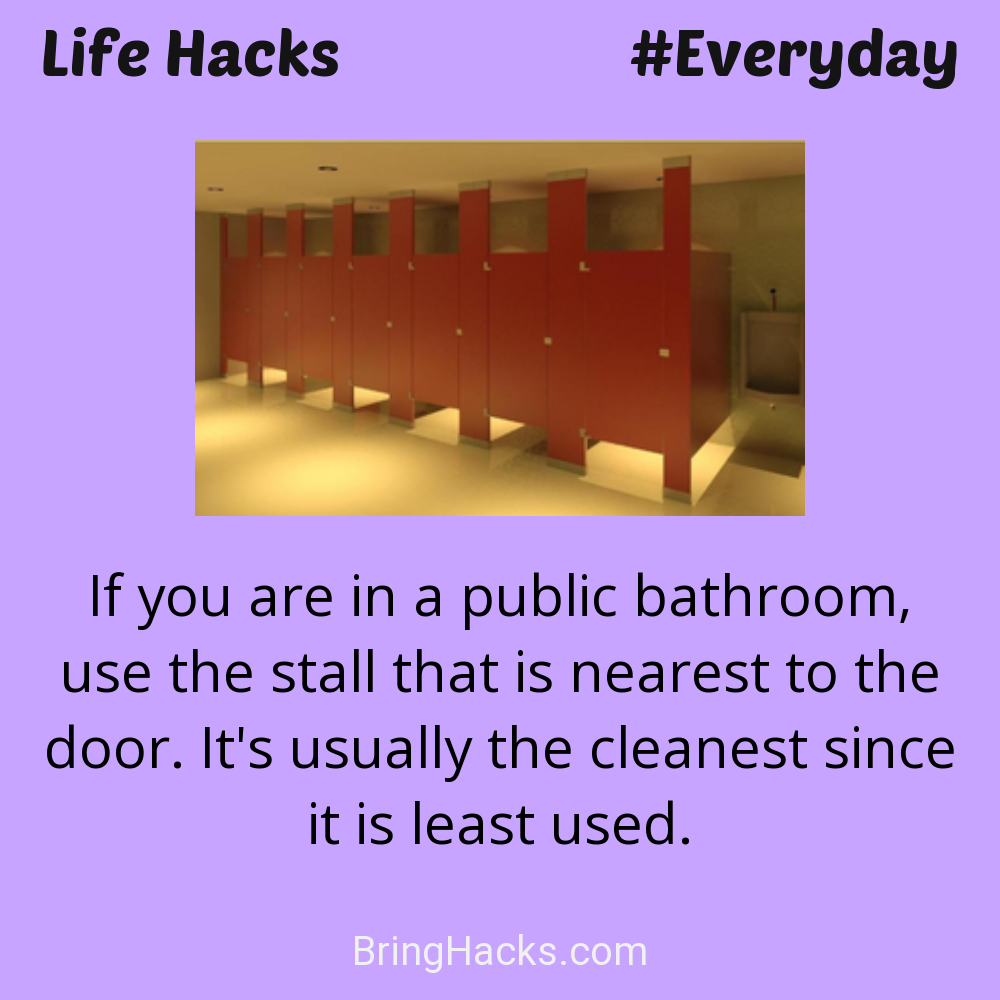 Life Hacks #Everyday
If you are in a public bathroom,
use the stall that is nearest to the
door. It's usually the cleanest since
it is least used.
BringHacks.com